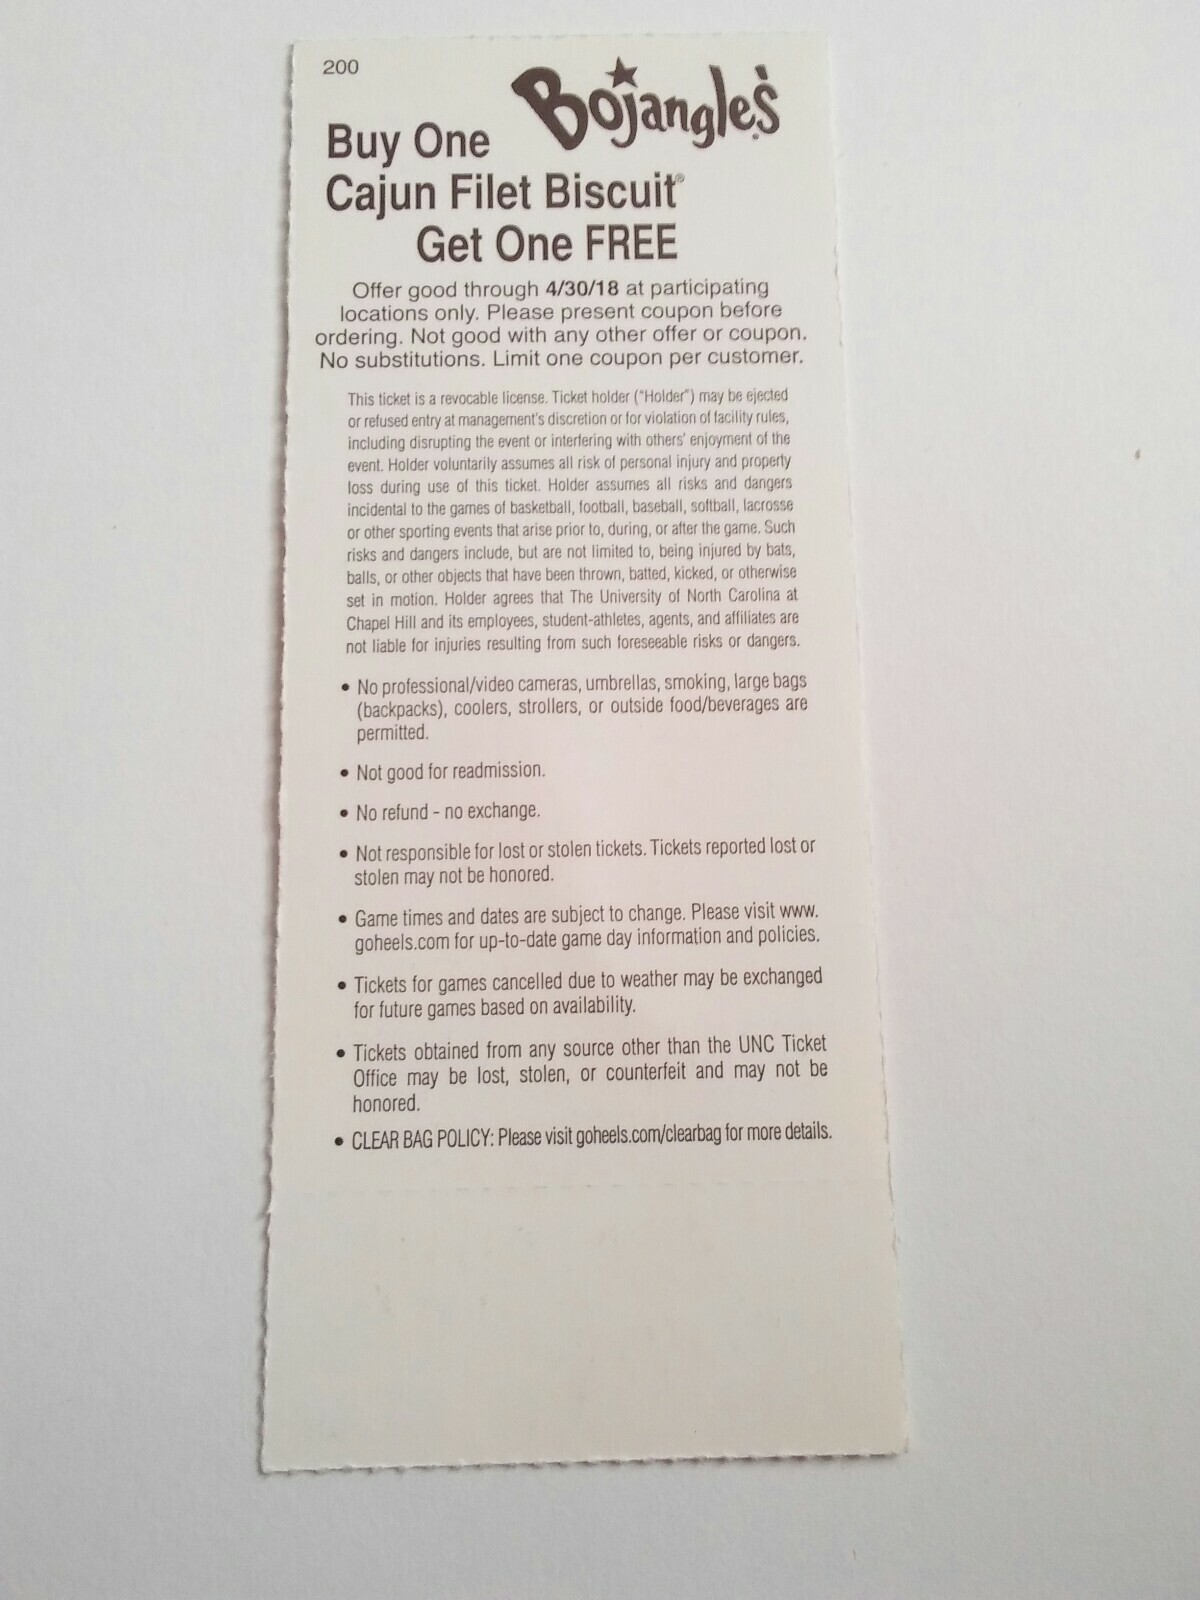 200
Bojangles'
Buy One
Cajun Filet Biscuit®
Get One FREE
Offer good through 4/30/18 at participating
locations only. Please present coupon before
ordering. Not good with any other offer or coupon.
No substitutions. Limit one coupon per customer.
This ticket is a revocable license. Ticket holder ("Holder") may be ejected
or refused entry at management's discretion or for violation of facility rules,
including disrupting the event or interfering with others' enjoyment of the
event. Holder voluntarily assumes all risk of personal injury and property
loss during use of this ticket. Holder assumes all risks and dangers
incidental to the games of basketball, football, baseball, softball, lacrosse
or other sporting events that arise prior to, during, or after the game. Such
risks and dangers include, but are not limited to, being injured by bats,
balls, or other objects that have been thrown, batted, kicked, or otherwise
set in motion. Holder agrees that The University of North Carolina at
Chapel Hill and its employees, student-athletes, agents, and affiliates are
not liable for injuries resulting from such foreseeable risks or dangers.
• No professional/video cameras, umbrellas, smoking, large bags
(backpacks), coolers, strollers, or outside food/beverages are
permitted.
• Not good for readmission.
• No refund - no exchange.
• Not responsible for lost or stolen tickets. Tickets reported lost or
stolen may not be honored.
• Game times and dates are subject to change. Please visit www.
goheels.com for up-to-date game day information and policies.
• Tickets for games cancelled due to weather may be exchanged
for future games based on availability.
• Tickets obtained from any source other than the UNC Ticket
Office may be lost, stolen, or counterfeit and may not be
honored.
• CLEAR BAG POLICY: Please visit goheels.com/clearbag for more details.